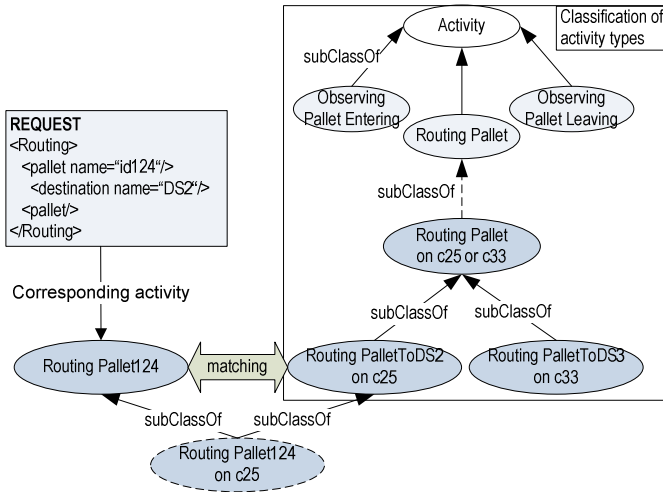 Classification of
activity types
Activity
subClassOf
Observing
Pallet Entering
Observing
Pallet Leaving
Routing Pallet
REQUEST
<Routing>
<pallet name=“id124“/>
<destination name=“DS2“/>
<pallet/>
</Routing>
subClassOf
Routing Pallet
on c25 or c33
Corresponding activity
subClassOf
subClassOf
Routing Pallet124
matching
Routing PalletToDS2
on c25
Routing PalletToDS3
on c33
subClassOf
subClassOf
Routing Pallet124
on c25